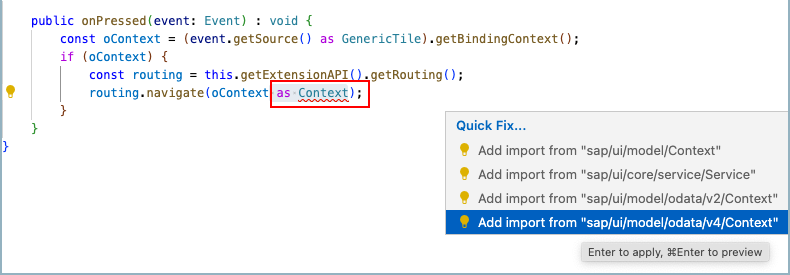 public onPressed(event: Event) : void {
const oContext = (event.getSource() as GenericTile).getBindingContext();
if (oContext) {
const routing = this.getExtensionAPI().getRouting();
routing.navigate(oContext as Context);
}
}
}
Quick Fix...
Add import from "sap/ui/model/Context"
Add import from "sap/ui/core/service/Service"
Add import from "sap/ui/model/odata/v2/Context"
Add import from "sap/ui/model/odata/v4/Context"
Enter to apply, ⌘Enter to preview